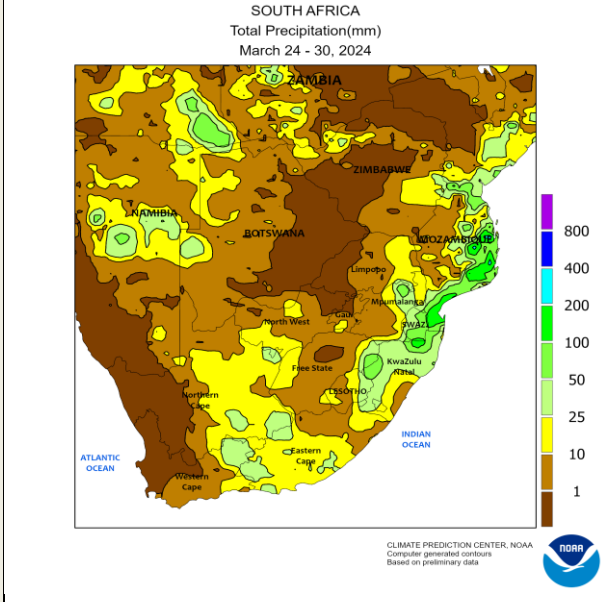 SOUTH AFRICA
Total Precipitation(mm)
March 24 - 30, 2024
ZAMBIA
ZIMBABWE
NAMIBIA
BOTSWANA
MOZAMBIQUE
Limpopo
Mpumalanga
North West
Gau
SWAZ.
KwaZulu
Natal
Free State
LESOTHO
Northern
Cape
Eastern
Cape
Western
Cape
ATLANTIC
OCEAN
INDIAN
OCEAN
800
400
200
100
50
25
10
1
CLIMATE PREDICTION CENTER, NOAA
Computer generated contours
Based on preliminary data
NOAA